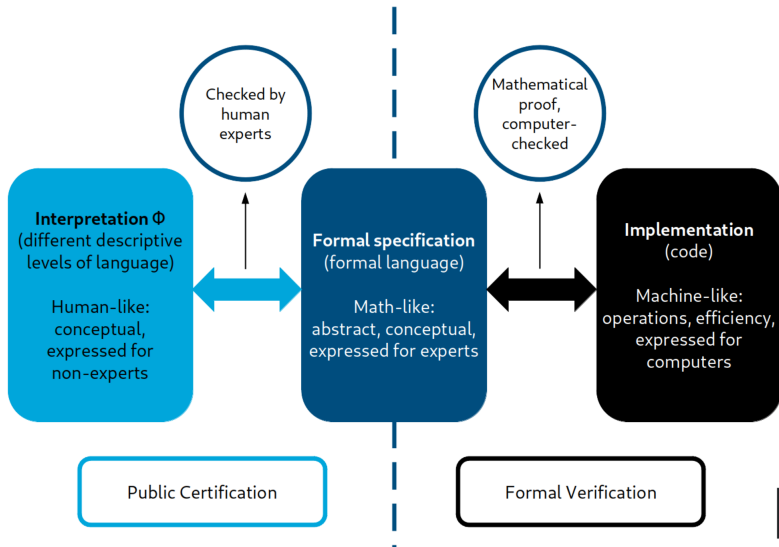 Checked by
human
experts
Mathematical
proof,
computer-
checked
Interpretation Φ
(different descriptive
levels of language)
Human-like:
conceptual,
expressed for
non-experts
Formal specification
(formal language)
Math-like:
abstract, conceptual,
expressed for experts
Implementation
(code)
Machine-like:
operations, efficiency,
expressed for
computers
Public Certification
Formal Verification